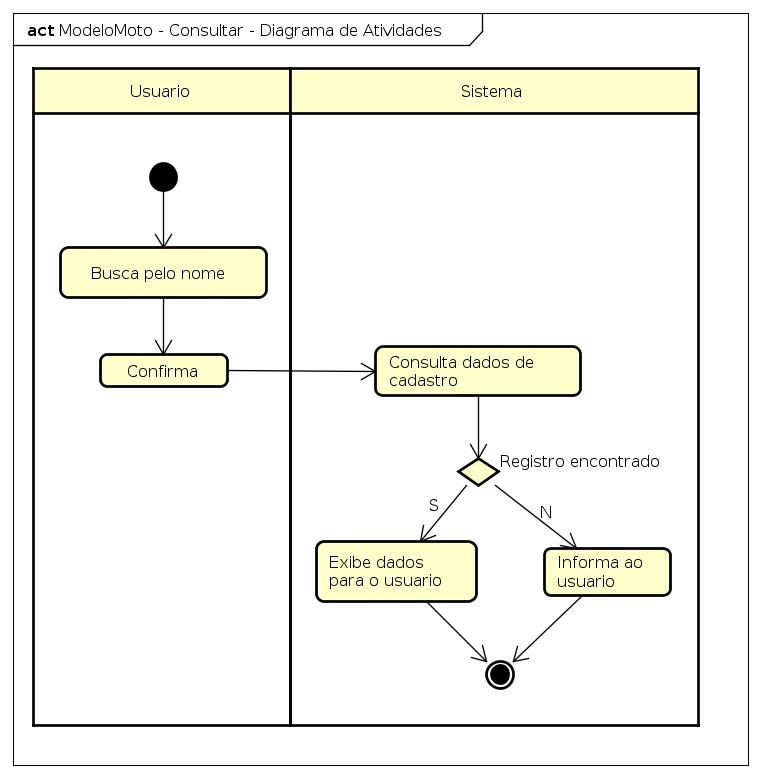 act ModeloMoto - Consultar - Diagrama de Atividades
Usuario
Sistema
Busca pelo nome
Confirma
Consulta dados de
cadastro
Registro encontrado
S
N
Exibe dados
para o usuario
Informa ao
usuario